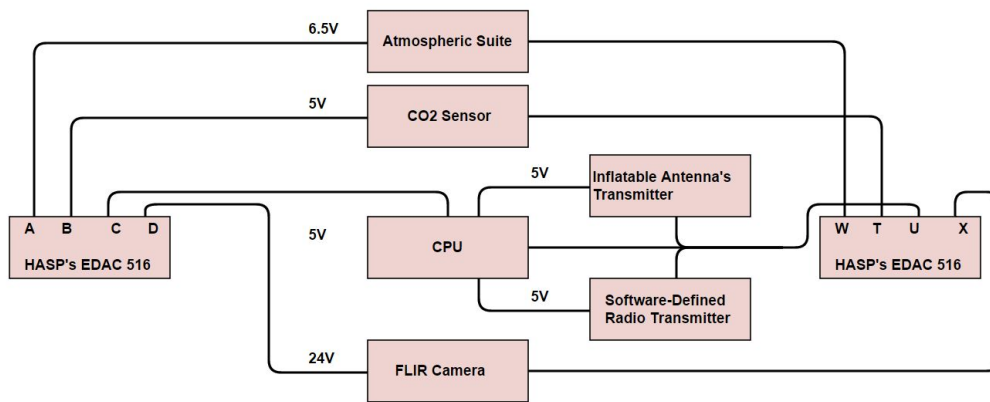 6.5V
Atmospheric Suite
5V
CO2 Sensor
5V
Inflatable Antenna's
Transmitter
A B C D
HASP's EDAC 516
5V
CPU
W T U X
HASP's EDAC 516
5V
Software-Defined
Radio Transmitter
24V
FLIR Camera